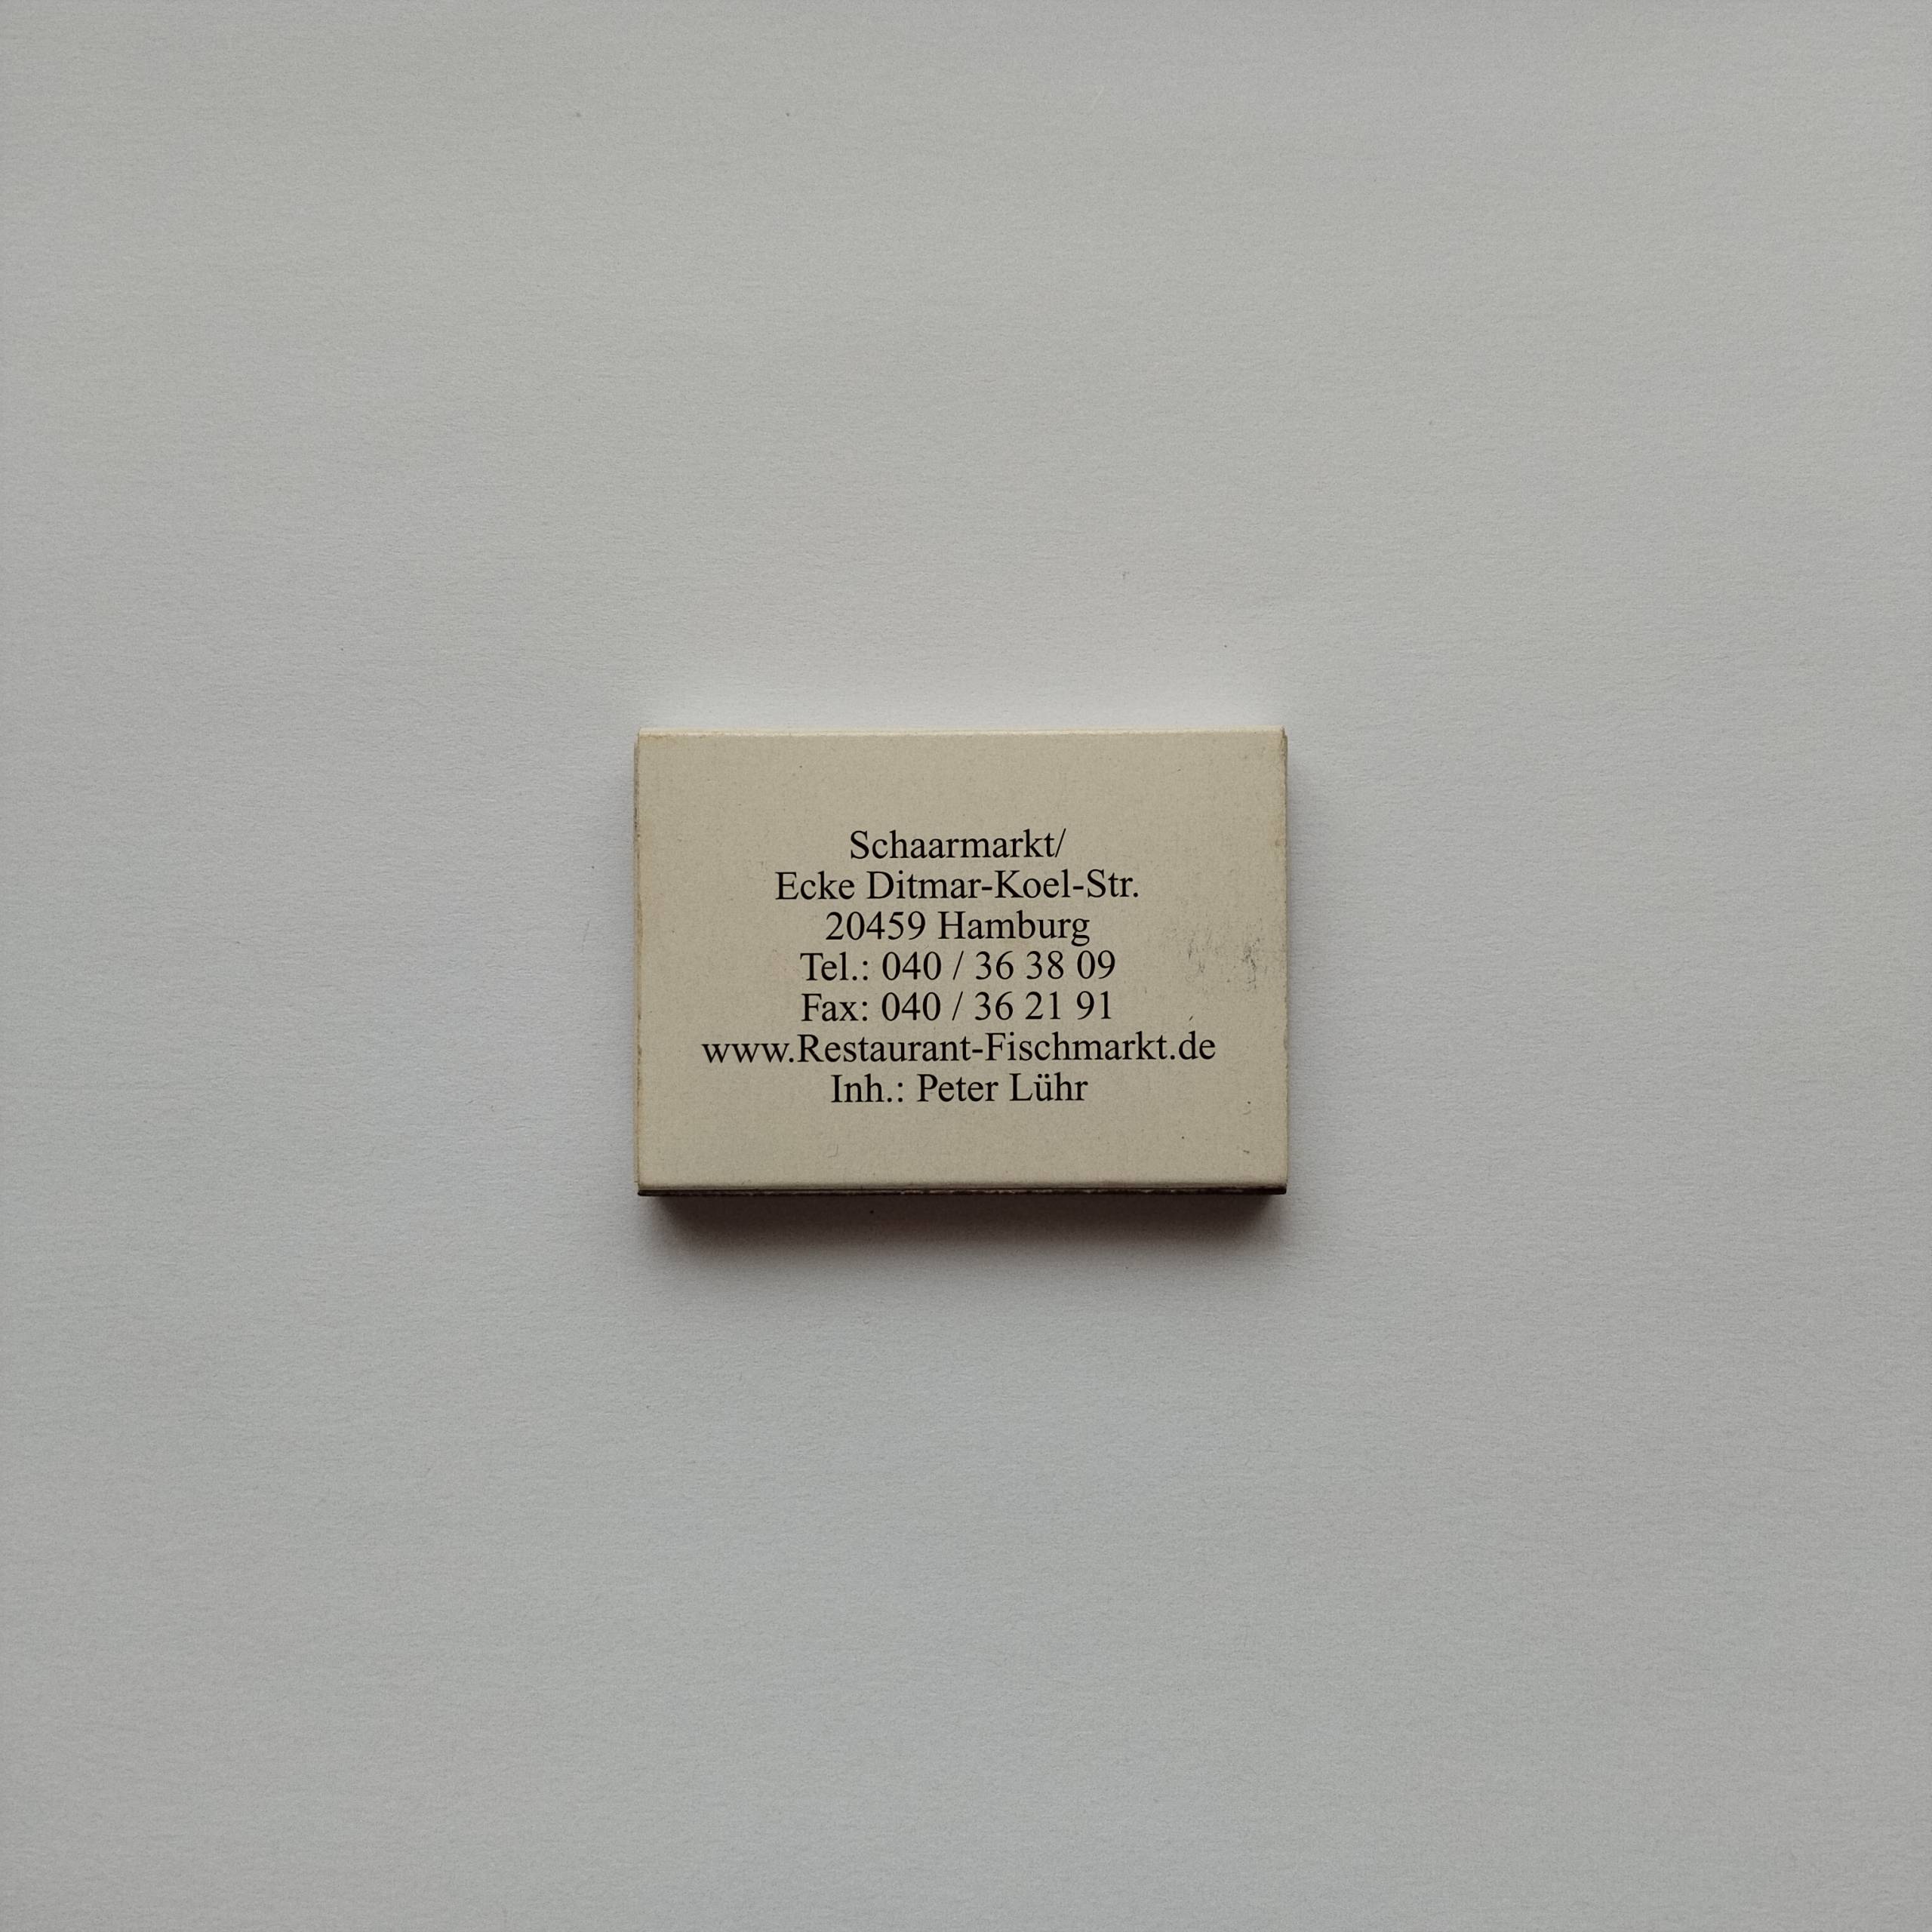 Schaarmarkt/
Ecke Ditmar-Koel-Str.
20459 Hamburg
Tel.: 040 / 36 38 09
Fax: 040 / 36 21 91
www.Restaurant-Fischmarkt.de
Inh.: Peter Lühr